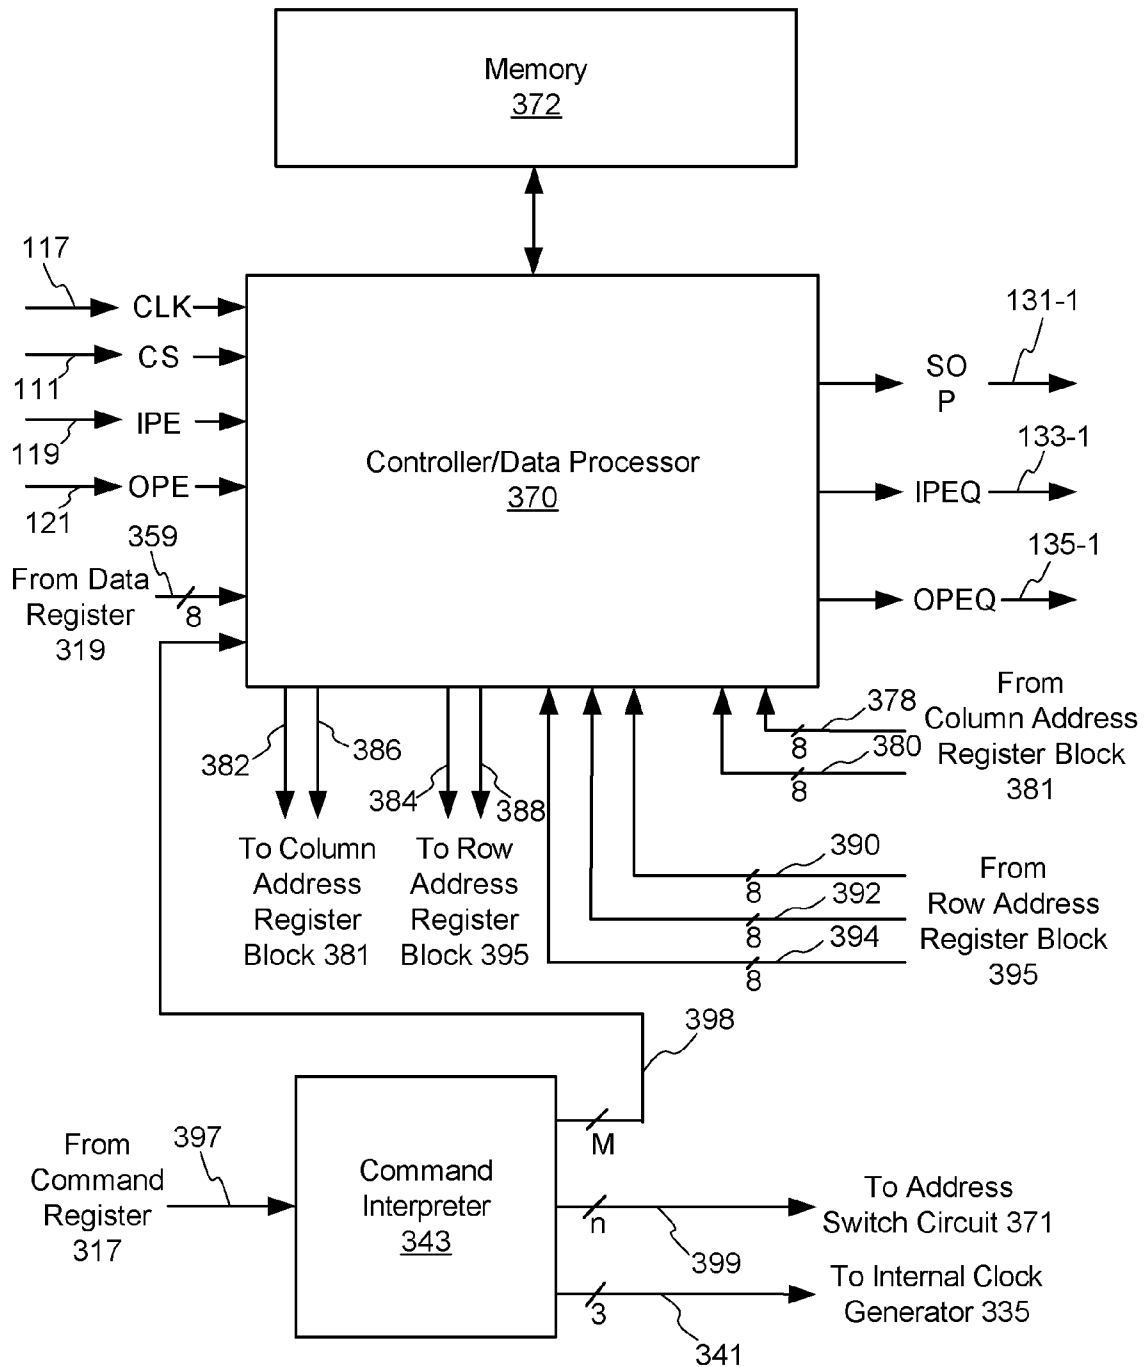 Memory
372
117
CLK
CS
111
IPE
119
OPE
121
359
From Data
Register
319
8
Controller/Data Processor
370
131-1
SO
P
133-1
IPEQ
135-1
OPEQ
From
Column Address
Register Block
381
378
8
380
8
382
386
384
388
To Column
Address
Register
Block 381
To Row
Address
Register
Block 395
390
8
392
8
394
8
From
Row Address
Register Block
395
398
M
From
Command
Register
317
397
Command
Interpreter
343
n
399
To Address
Switch Circuit 371
3
341
To Internal Clock
Generator 335